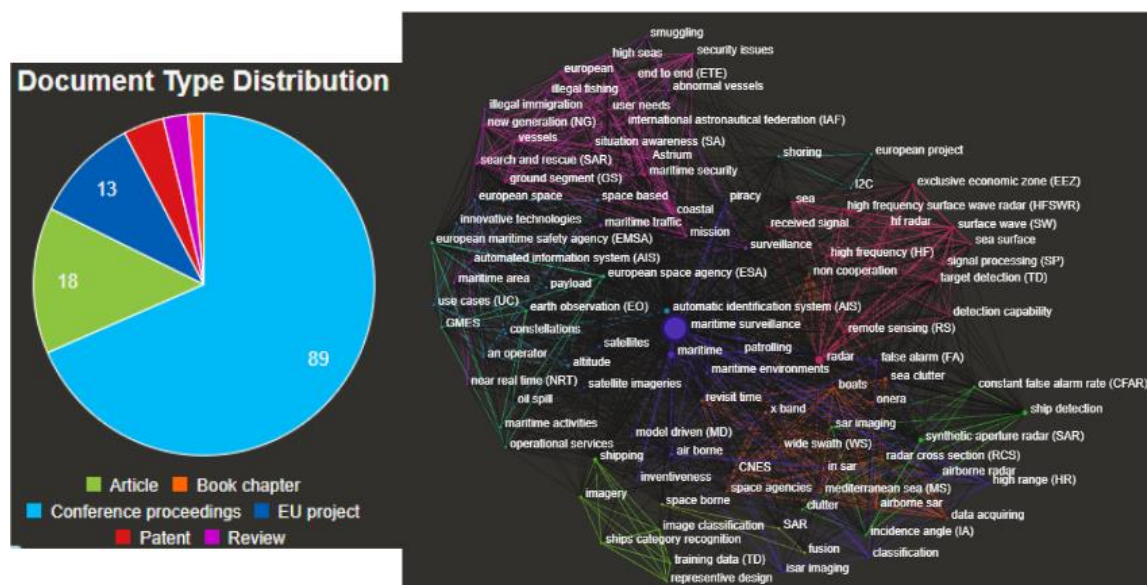 Document Type Distribution
13
18
89
Article
Book chapter
Conference proceedings
EU project
Patent
Review
smuggling
high seas
security issues
european
end to end (ETE)
illegal fishing
abnormal vessels
illegal immigration
user needs
new generation (NG)
international astronautical federation (IAF)
vessels
situation awareness (SA)
search and rescue (SAR)
Astrium
maritime security
ground segment (GS)
shoring
european project
european space
space based
piracy
I2C
exclusive economic zone (EEZ)
innovative technologies
maritime traffic
coastal
sea
high frequency surface wave radar (HFSWR)
mission
received signal
hf radar
surface wave (SW)
european maritime safety agency (EMSA)
surveillance
sea surface
automated information system (AIS)
high frequency (HF)
signal processing (SP)
maritime area
payload
european space agency (ESA)
non cooperation
target detection (TD)
use cases (UC)
earth observation (EO)
automatic identification system (AIS)
detection capability
GMES
constellations
maritime surveillance
remote sensing (RS)
an operator
satellites
maritime
patrolling
radar
false alarm (FA)
altitude
maritime environments
near real time (NRT)
satellite imageries
boats
sea clutter
constant false alarm rate (CFAR)
oil spill
revisit time
onera
x band
ship detection
maritime activities
sar imaging
operational services
model driven (MD)
wide swath (WS)
synthetic aperture radar (SAR)
shipping
air borne
radar cross section (RCS)
CNES
in sar
airborne radar
imagery
inventiveness
space agencies
mediterranean sea (MS)
high range (HR)
space borne
clutter
airborne sar
data acquiring
image classification
SAR
incidence angle (IA)
ships category recognition
fusion
classification
training data (TD)
isar imaging
representive design